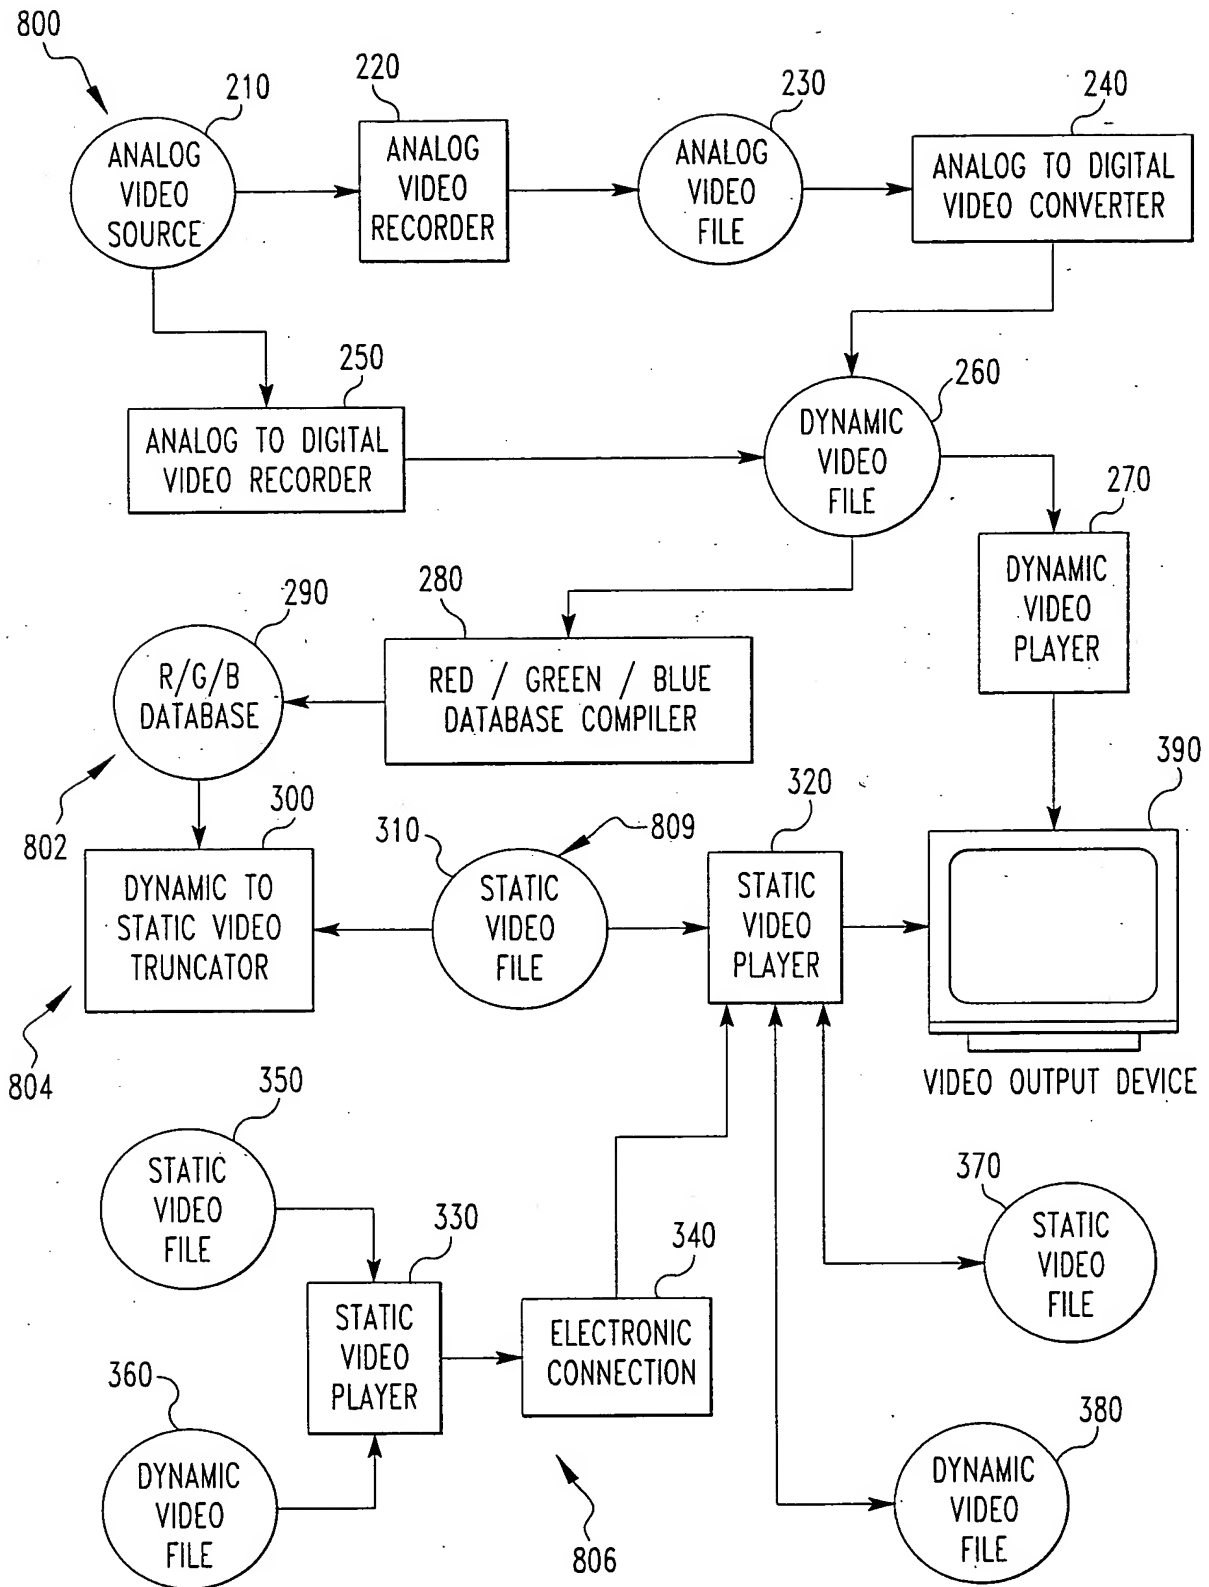 800
210
220
230
240
ANALOG
VIDEO
SOURCE
ANALOG
VIDEO
RECORDER
ANALOG
VIDEO
FILE
ANALOG TO DIGITAL
VIDEO CONVERTER
250
260
270
ANALOG TO DIGITAL
VIDEO RECORDER
DYNAMIC
VIDEO
FILE
DYNAMIC
VIDEO
PLAYER
290
280
R/G/B
DATABASE
RED / GREEN / BLUE
DATABASE COMPILER
802
300
310
809
320
390
DYNAMIC TO
STATIC VIDEO
TRUNCATOR
STATIC
VIDEO
FILE
STATIC
VIDEO
PLAYER
804
VIDEO OUTPUT DEVICE
350
STATIC
VIDEO
FILE
330
340
370
STATIC
VIDEO
PLAYER
ELECTRONIC
CONNECTION
STATIC
VIDEO
FILE
360
DYNAMIC
VIDEO
FILE
806
380
DYNAMIC
VIDEO
FILE